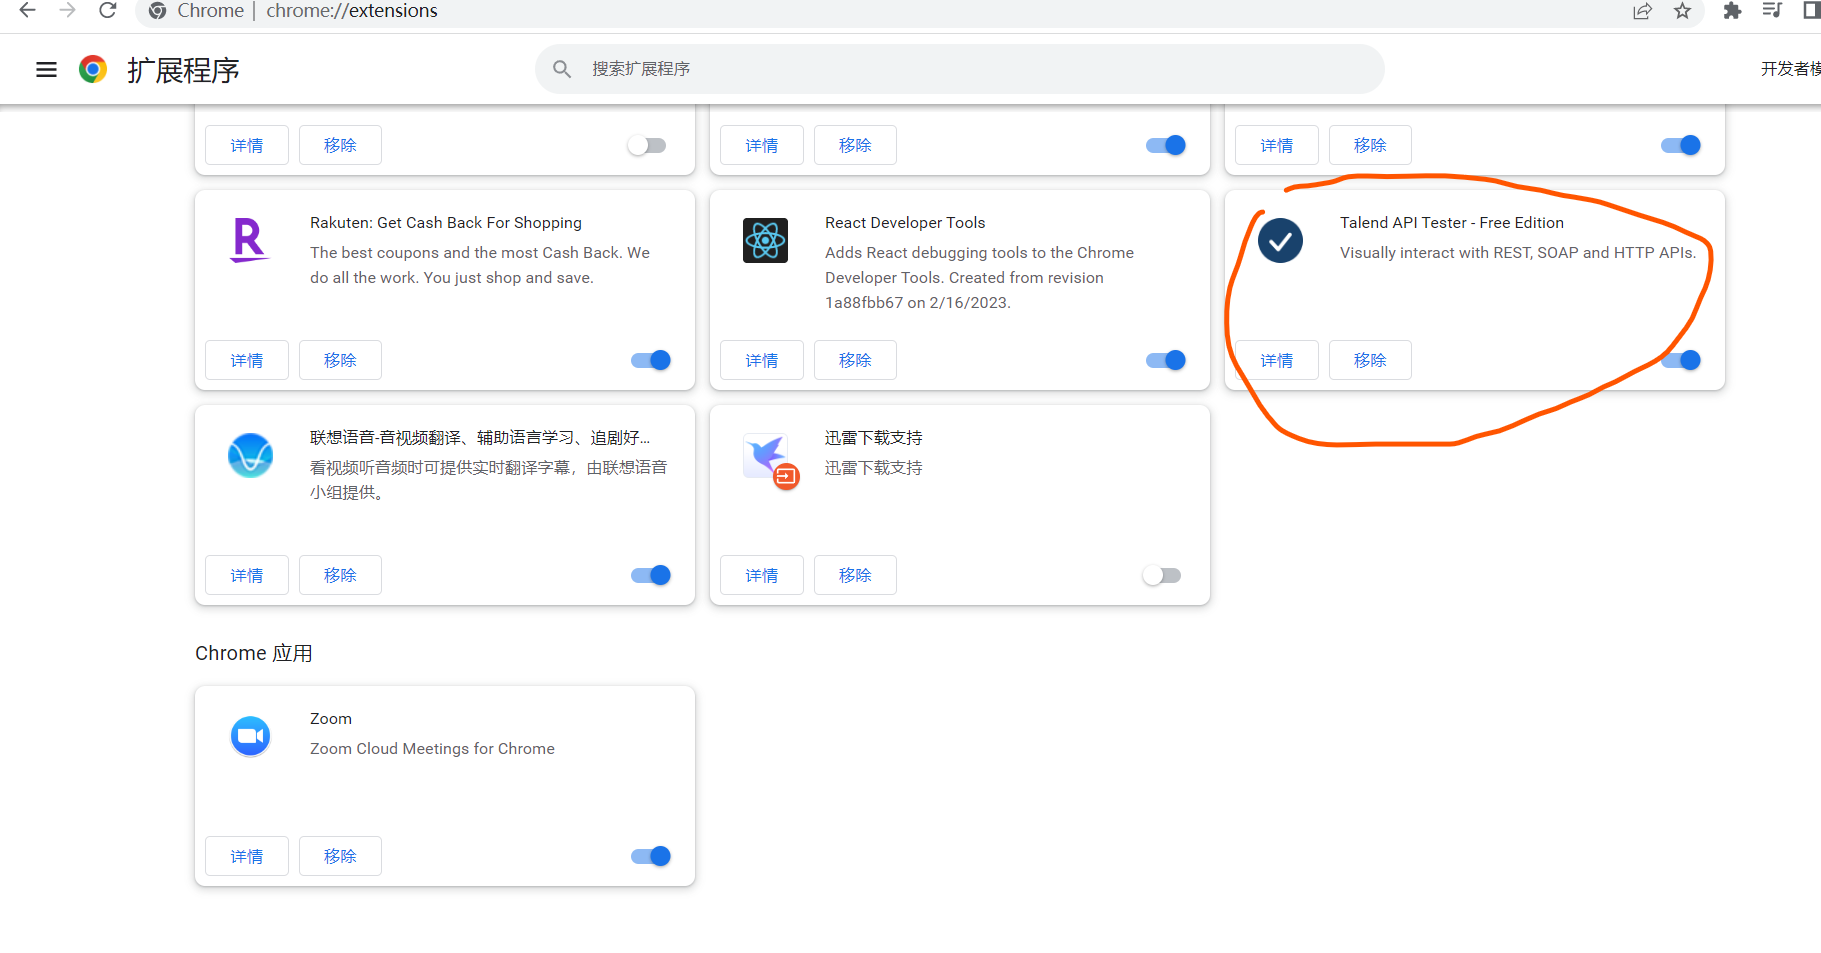 Chrome | chrome://extensions
扩展程序
搜索扩展程序
开发者模
详情 移除
详情 移除
详情 移除
Rakuten: Get Cash Back For Shopping
The best coupons and the most Cash Back. We
do all the work. You just shop and save.
详情 移除
React Developer Tools
Adds React debugging tools to the Chrome
Developer Tools. Created from revision
1a88fbb67 on 2/16/2023.
详情 移除
Talend API Tester - Free Edition
Visually interact with REST, SOAP and HTTP APIs.
详情 移除
联想语音-音视频翻译、辅助语言学习、追剧好...
看视频听音频时可提供实时翻译字幕，由联想语音
小组提供。
详情 移除
迅雷下载支持
迅雷下载支持
详情 移除
Chrome 应用
Zoom
Zoom Cloud Meetings for Chrome
详情 移除